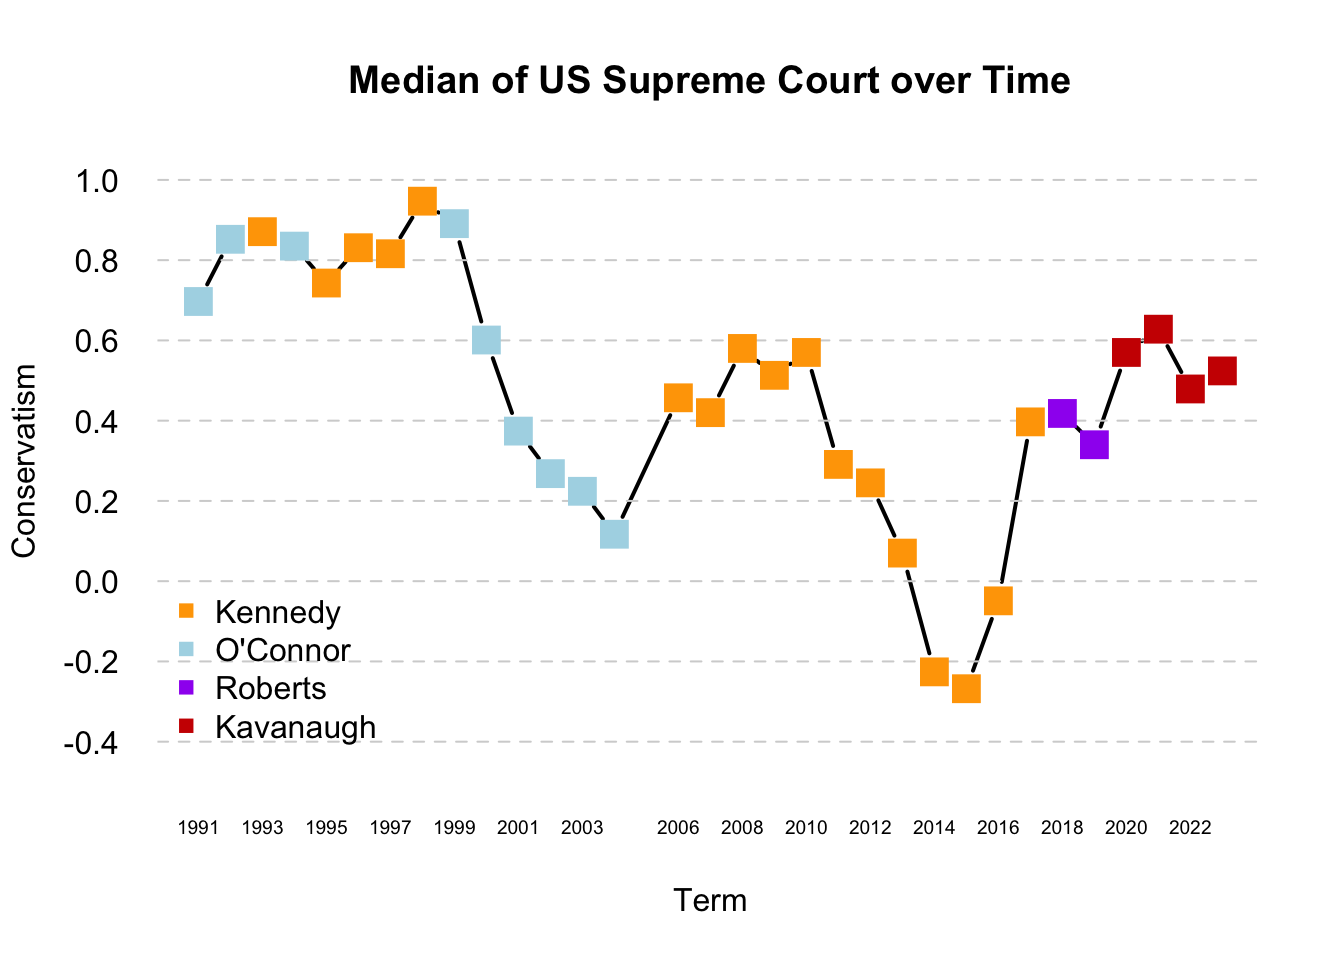 Median of US Supreme Court over Time
Conservatism
1.0
0.8
0.6
0.4
0.2
0.0
-0.2
-0.4
Kennedy
O'Connor
Roberts
Kavanaugh
1991 1993 1995 1997 1999 2001 2003 2006 2008 2010 2012 2014 2016 2018 2020 2022
Term